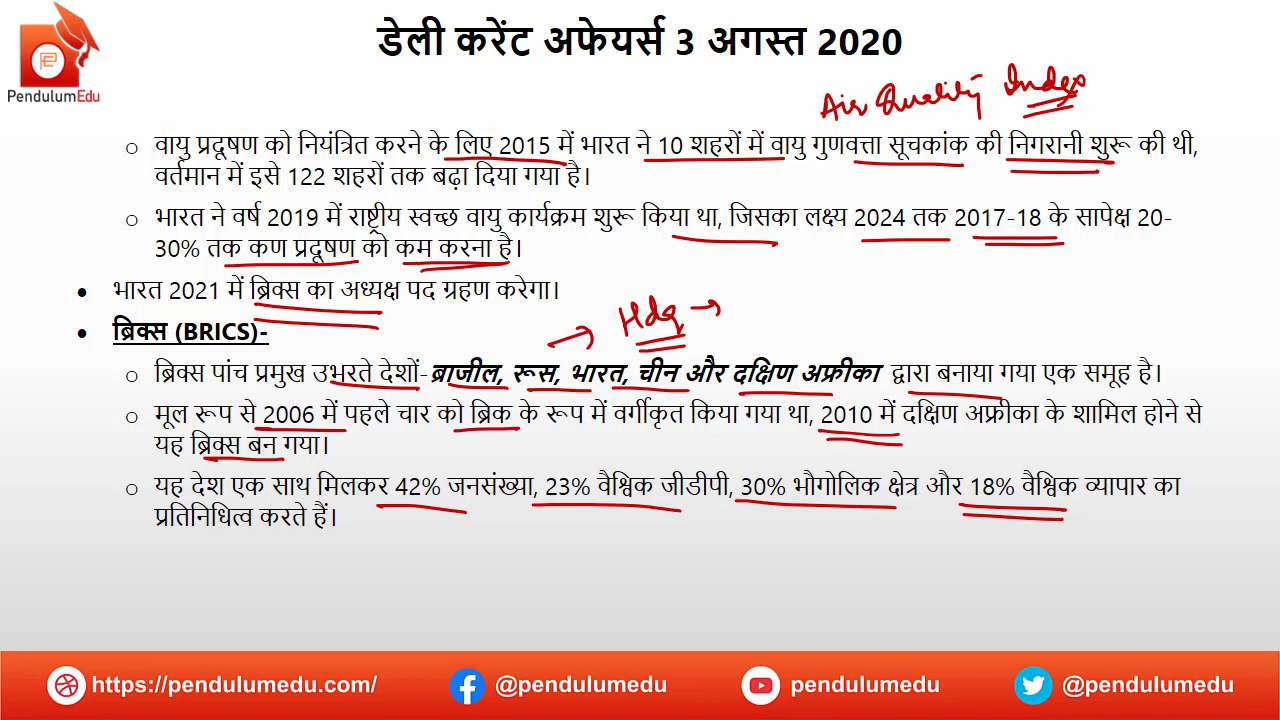 PendulumEdu
डेली करेंट अफेयर्स 3 अगस्त 2020
Air Quality Index
○ वायु प्रदूषण को नियंत्रित करने के लिए 2015 में भारत ने 10 शहरों में वायु गुणवत्ता सूचकांक की निगरानी शुरू की थी,
वर्तमान में इसे 122 शहरों तक बढ़ा दिया गया है।
○ भारत ने वर्ष 2019 में राष्ट्रीय स्वच्छ वायु कार्यक्रम शुरू किया था, जिसका लक्ष्य 2024 तक 2017-18 के सापेक्ष 20-
30% तक कण प्रदूषण को कम करना है।
• भारत 2021 में ब्रिक्स का अध्यक्ष पद ग्रहण करेगा।
→ Hdq →
• ब्रिक्स (BRICS)-
○ ब्रिक्स पांच प्रमुख उभरते देशों- ब्राजील, रूस, भारत, चीन और दक्षिण अफ्रीका द्वारा बनाया गया एक समूह है।
○ मूल रूप से 2006 में पहले चार को ब्रिक के रूप में वर्गीकृत किया गया था, 2010 में दक्षिण अफ्रीका के शामिल होने से
यह ब्रिक्स बन गया।
○ यह देश एक साथ मिलकर 42% जनसंख्या, 23% वैश्विक जीडीपी, 30% भौगोलिक क्षेत्र और 18% वैश्विक व्यापार का
प्रतिनिधित्व करते हैं।
https://pendulumedu.com/ @pendulumedu pendulumedu @pendulumedu